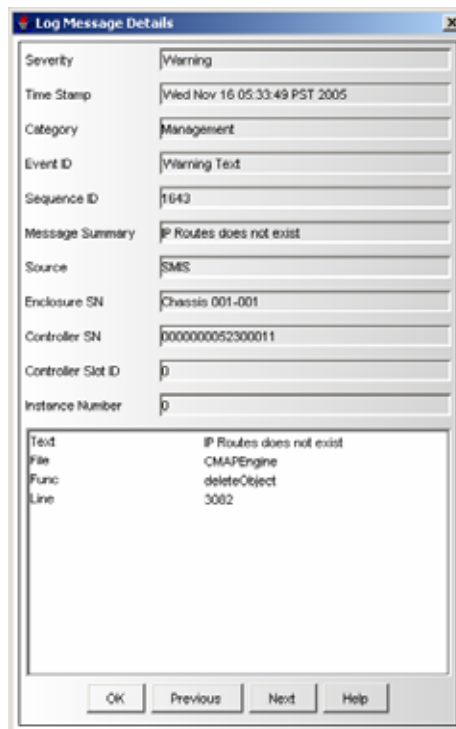 Log Message Details
Severity Warning
Time Stamp Wed Nov 16 05:33:49 PST 2005
Category Management
Event ID Warning Text
Sequence ID 1643
Message Summary IP Routes does not exist
Source SMIS
Enclosure SN Chassis 001-001
Controller SN 0000000052300011
Controller Slot ID 0
Instance Number 0
Text IP Routes does not exist
File CMAPEngine
Func deleteObject
Line 3082
OK Previous Next Help